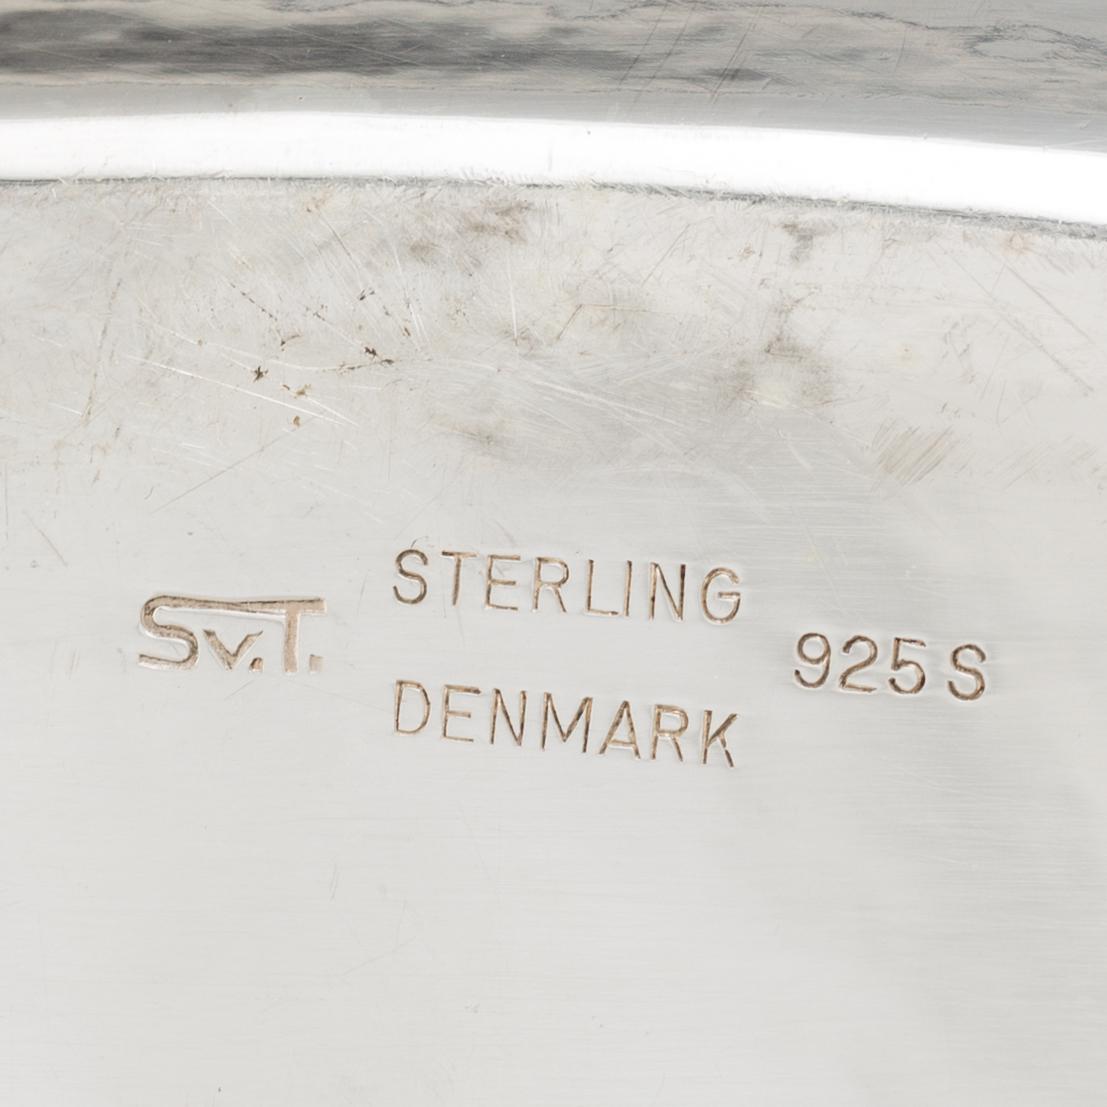 Sv.T.
STERLING
DENMARK
925 S